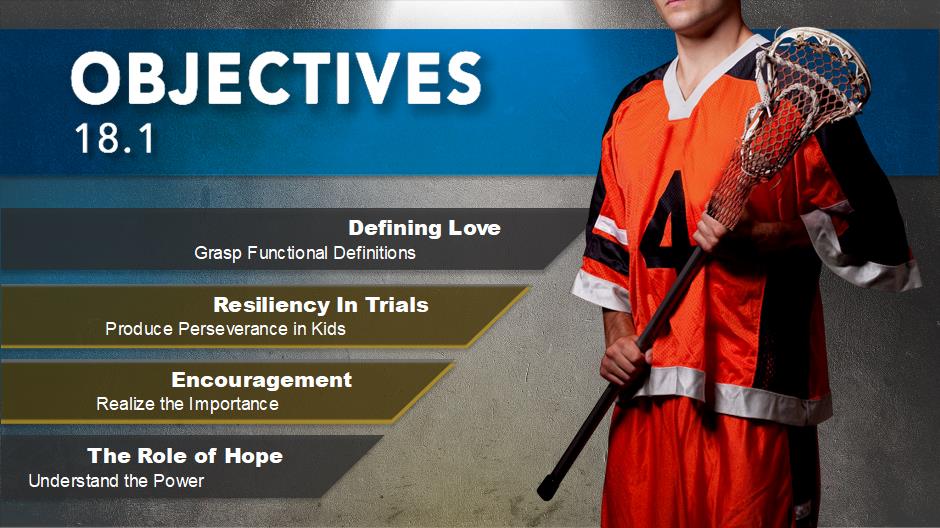 OBJECTIVES
18.1
Defining Love
Grasp Functional Definitions
Resiliency In Trials
Produce Perseverance in Kids
Encouragement
Realize the Importance
The Role of Hope
Understand the Power
4